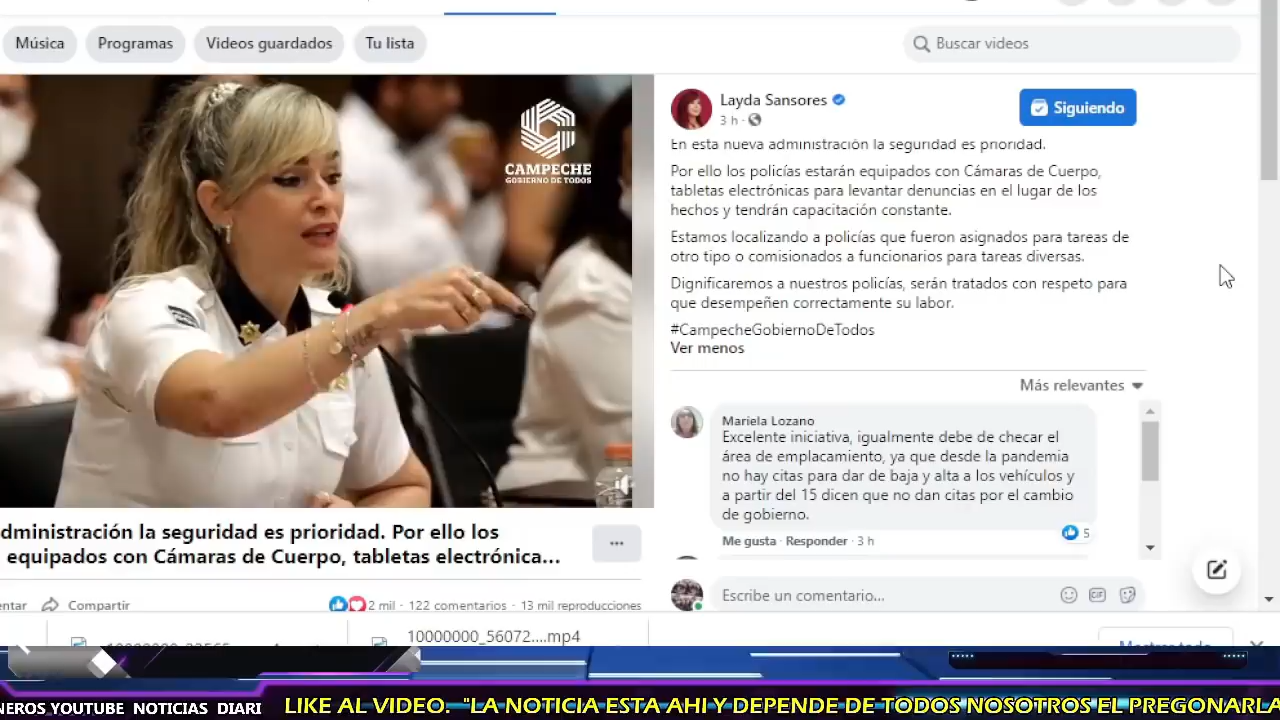 Música
Programas
Videos guardados
Tu lista
Buscar videos
CAMPECHE
GOBIERNO DE TODOS
Layda Sansores
3 h
Siguiendo
En esta nueva administración la seguridad es prioridad.
Por ello los policías estarán equipados con Cámaras de Cuerpo,
tabletas electrónicas para levantar denuncias en el lugar de los
hechos y tendrán capacitación constante.
Estamos localizando a policías que fueron asignados para tareas de
otro tipo o comisionados a funcionarios para tareas diversas.
Dignificaremos a nuestros policías, serán tratados con respeto para
que desempeñen correctamente su labor.
#CampecheGobiernoDeTodos
Ver menos
Más relevantes
Mariela Lozano
Excelente iniciativa, igualmente debe de checar el
área de emplacamiento, ya que desde la pandemia
no hay citas para dar de baja y alta a los vehículos y
a partir del 15 dicen que no dan citas por el cambio
de gobierno.
5
Me gusta · Responder · 3 h
Escribe un comentario...
GIF
dministración la seguridad es prioridad. Por ello los
equipados con Cámaras de Cuerpo, tabletas electrónica...
entar
Compartir
2 mil · 122 comentarios · 13 mil reproducciones
10000000_56072....mp4
Mostrar todo
NEROS YOUTUBE NOTICIAS DIARI
LIKE AL VIDEO. "LA NOTICIA ESTA AHI Y DEPENDE DE TODOS NOSOTROS EL PREGONARLA